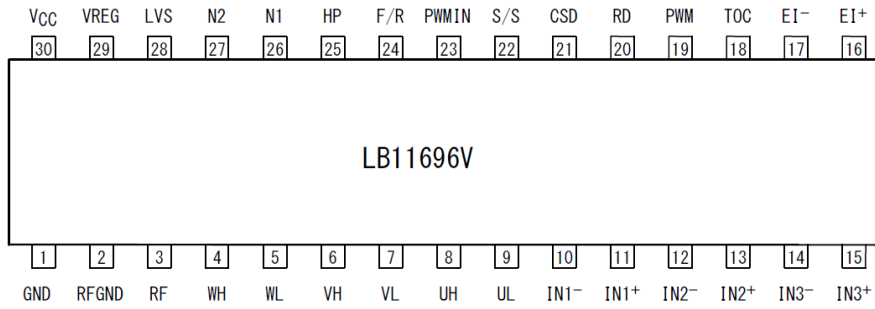 VCC VREG LVS N2 N1 HP F/R PWMIN S/S CSD RD PWM TOC EI− EI+
30 29 28 27 26 25 24 23 22 21 20 19 18 17 16
LB11696V
1 2 3 4 5 6 7 8 9 10 11 12 13 14 15
GND RFGND RF WH WL VH VL UH UL IN1− IN1+ IN2− IN2+ IN3− IN3+